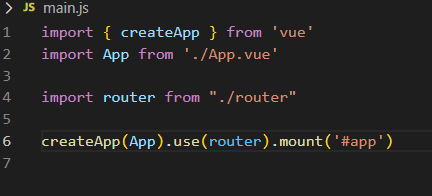 > JS main.js
1 import { createApp } from 'vue'
2 import App from './App.vue'
3
4 import router from "./router"
5
6 createApp(App).use(router).mount('#app')
7